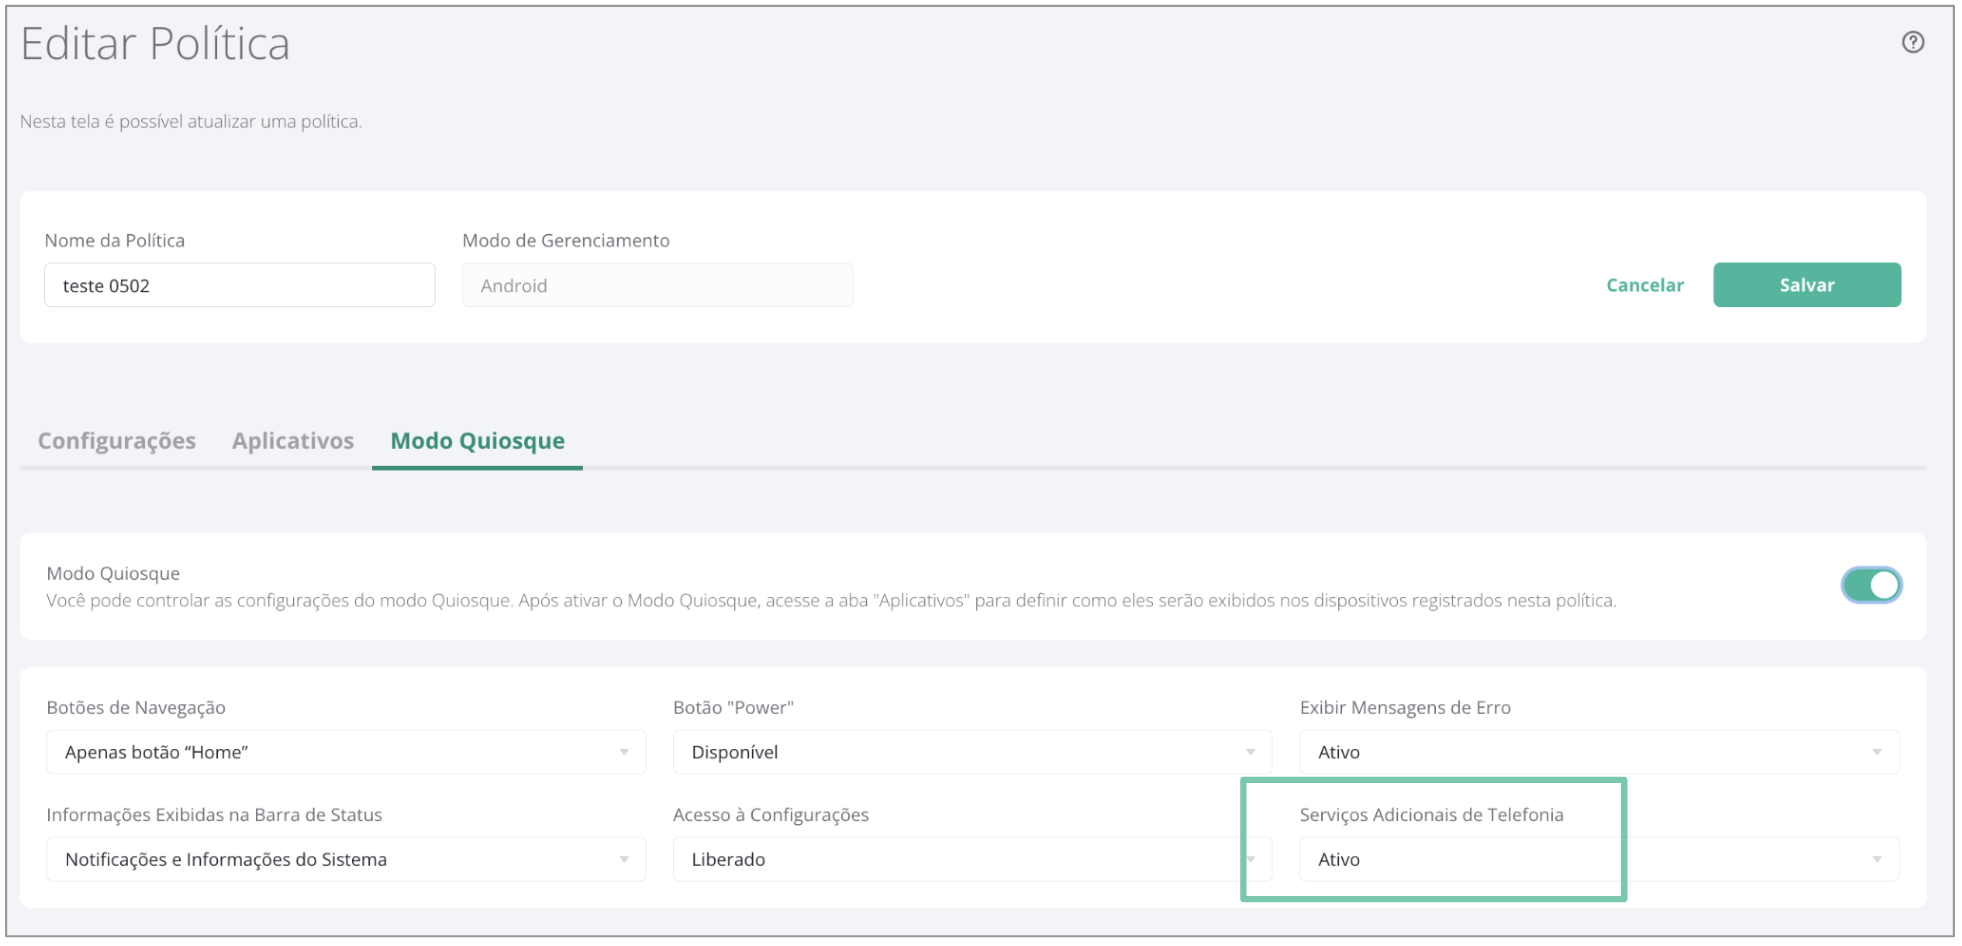 Editar Política
?
Nesta tela é possível atualizar uma política.
Nome da Política
Modo de Gerenciamento
teste 0502
Android
Cancelar
Salvar
Configurações
Aplicativos
Modo Quiosque
Modo Quiosque
Você pode controlar as configurações do modo Quiosque. Após ativar o Modo Quiosque, acesse a aba "Aplicativos" para definir como eles serão exibidos nos dispositivos registrados nesta política.
Botões de Navegação
Botão "Power"
Exibir Mensagens de Erro
Apenas botão “Home”
Disponível
Ativo
Informações Exibidas na Barra de Status
Acesso à Configurações
Serviços Adicionais de Telefonia
Notificações e Informações do Sistema
Liberado
Ativo